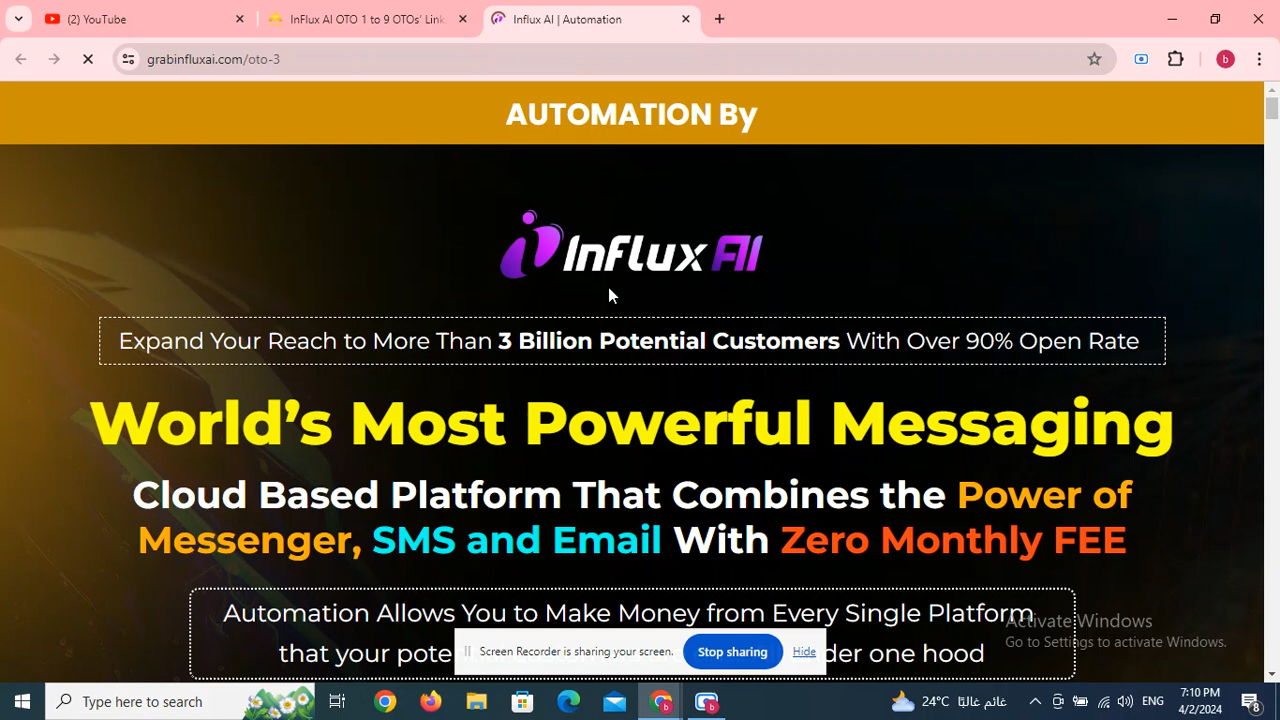 (2) YouTube
InFlux AI OTO 1 to 9 OTOs' Link
Influx AI | Automation
grabinfluxai.com/oto-3
b
AUTOMATION By
InFlux AI
Expand Your Reach to More Than 3 Billion Potential Customers With Over 90% Open Rate
World's Most Powerful Messaging
Cloud Based Platform That Combines the Power of
Messenger, SMS and Email With Zero Monthly FEE
Automation Allows You to Make Money from Every Single Platform
that your
one hood
Activate Windows
Go to Settings to activate Windows.
Screen Recorder is sharing your screen.
Stop sharing
Hide
Type here to search
24°C غائم غالبًا
ENG
7:10 PM
4/2/2024
8